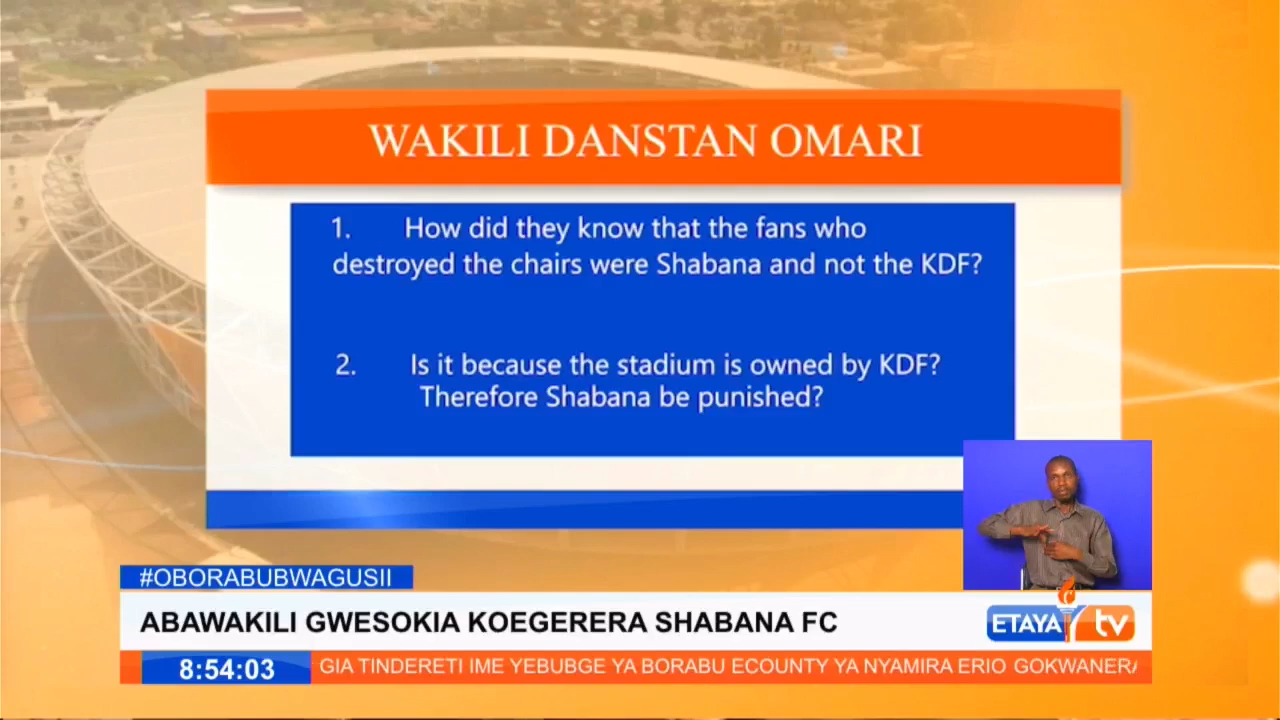 WAKILI DANSTAN OMARI
1. How did they know that the fans who
destroyed the chairs were Shabana and not the KDF?
2. Is it because the stadium is owned by KDF?
Therefore Shabana be punished?
#OBORABUBWAGUSII
ABAWAKILI GWESOKIA KOEGERERA SHABANA FC
ETAYA tv
8:54:03 GIA TINDERETI IME YEBUBGE YA BORABU ECOUNTY YA NYAMIRA ERIO GOKWANERA